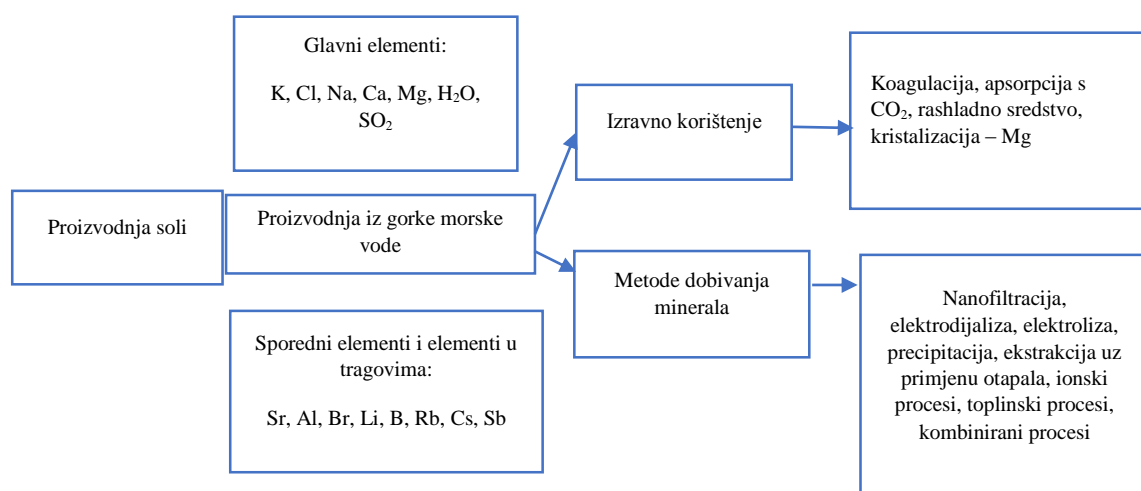 Glavni elementi:
K, Cl, Na, Ca, Mg, H₂O,
SO₂
Izravno korištenje
Koagulacija, apsorpcija s
CO₂, rashladno sredstvo,
kristalizacija – Mg
Proizvodnja soli
Proizvodnja iz gorke morske
vode
Metode dobivanja
minerala
Sporedni elementi i elementi u
tragovima:
Sr, Al, Br, Li, B, Rb, Cs, Sb
Nanofiltracija,
elektrodijaliza, elektroliza,
precipitacija, ekstrakcija uz
primjenu otapala, ionski
procesi, toplinski procesi,
kombinirani procesi